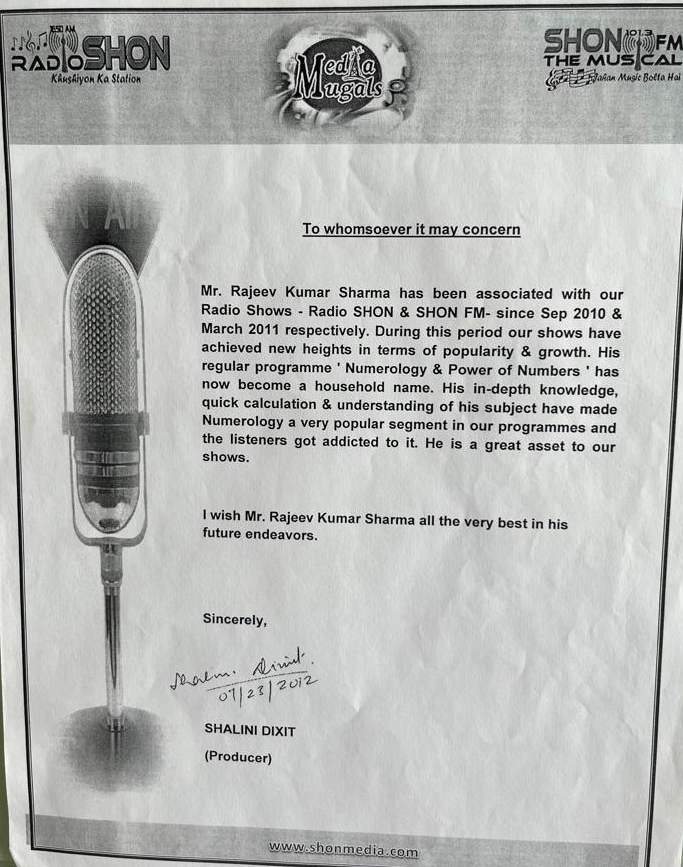 1650 AM
RADIO SHON
Khushiyon Ka Station
Media
Mugals
SHON 101.3 FM
THE MUSICAL
Jahan Music Bolta Hai
ON AIR
To whomsoever it may concern
Mr. Rajeev Kumar Sharma has been associated with our
Radio Shows - Radio SHON & SHON FM- since Sep 2010 &
March 2011 respectively. During this period our shows have
achieved new heights in terms of popularity & growth. His
regular programme ' Numerology & Power of Numbers ' has
now become a household name. His in-depth knowledge,
quick calculation & understanding of his subject have made
Numerology a very popular segment in our programmes and
the listeners got addicted to it. He is a great asset to our
shows.
I wish Mr. Rajeev Kumar Sharma all the very best in his
future endeavors.
Sincerely,
Shalini Dixit.
07/23/2012
SHALINI DIXIT
(Producer)
www.shonmedia.com